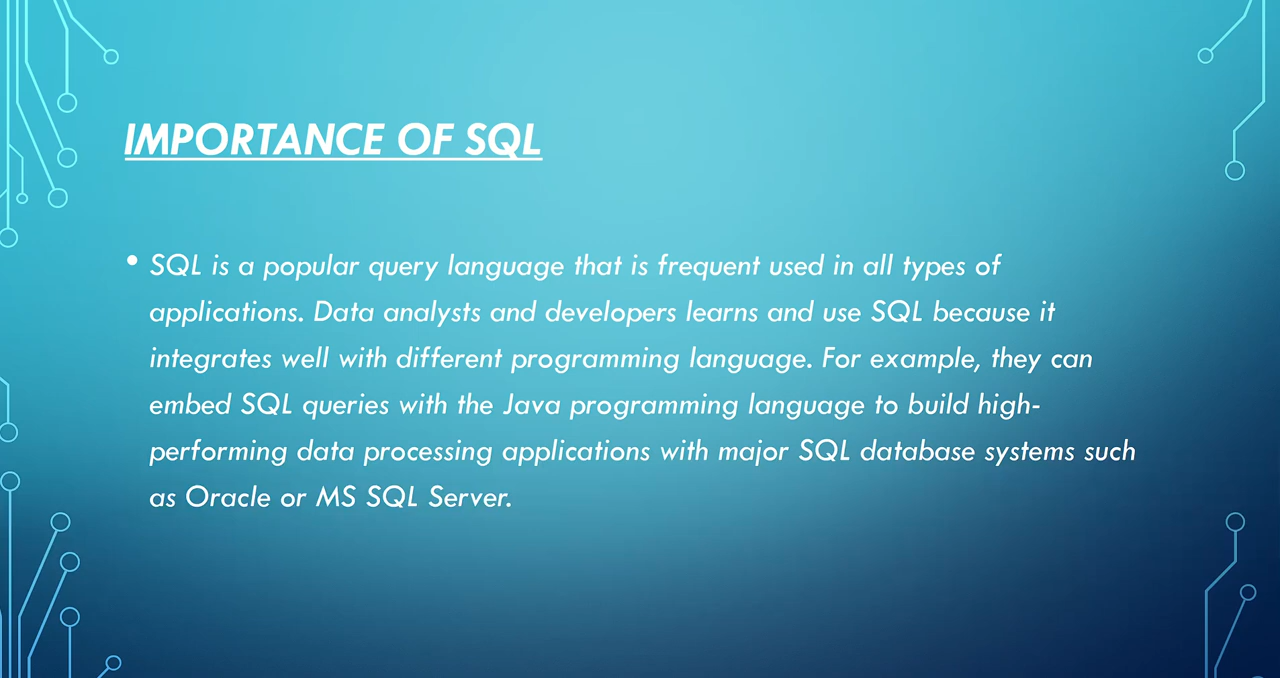 IMPORTANCE OF SQL
• SQL is a popular query language that is frequent used in all types of
applications. Data analysts and developers learns and use SQL because it
integrates well with different programming language. For example, they can
embed SQL queries with the Java programming language to build high-
performing data processing applications with major SQL database systems such
as Oracle or MS SQL Server.